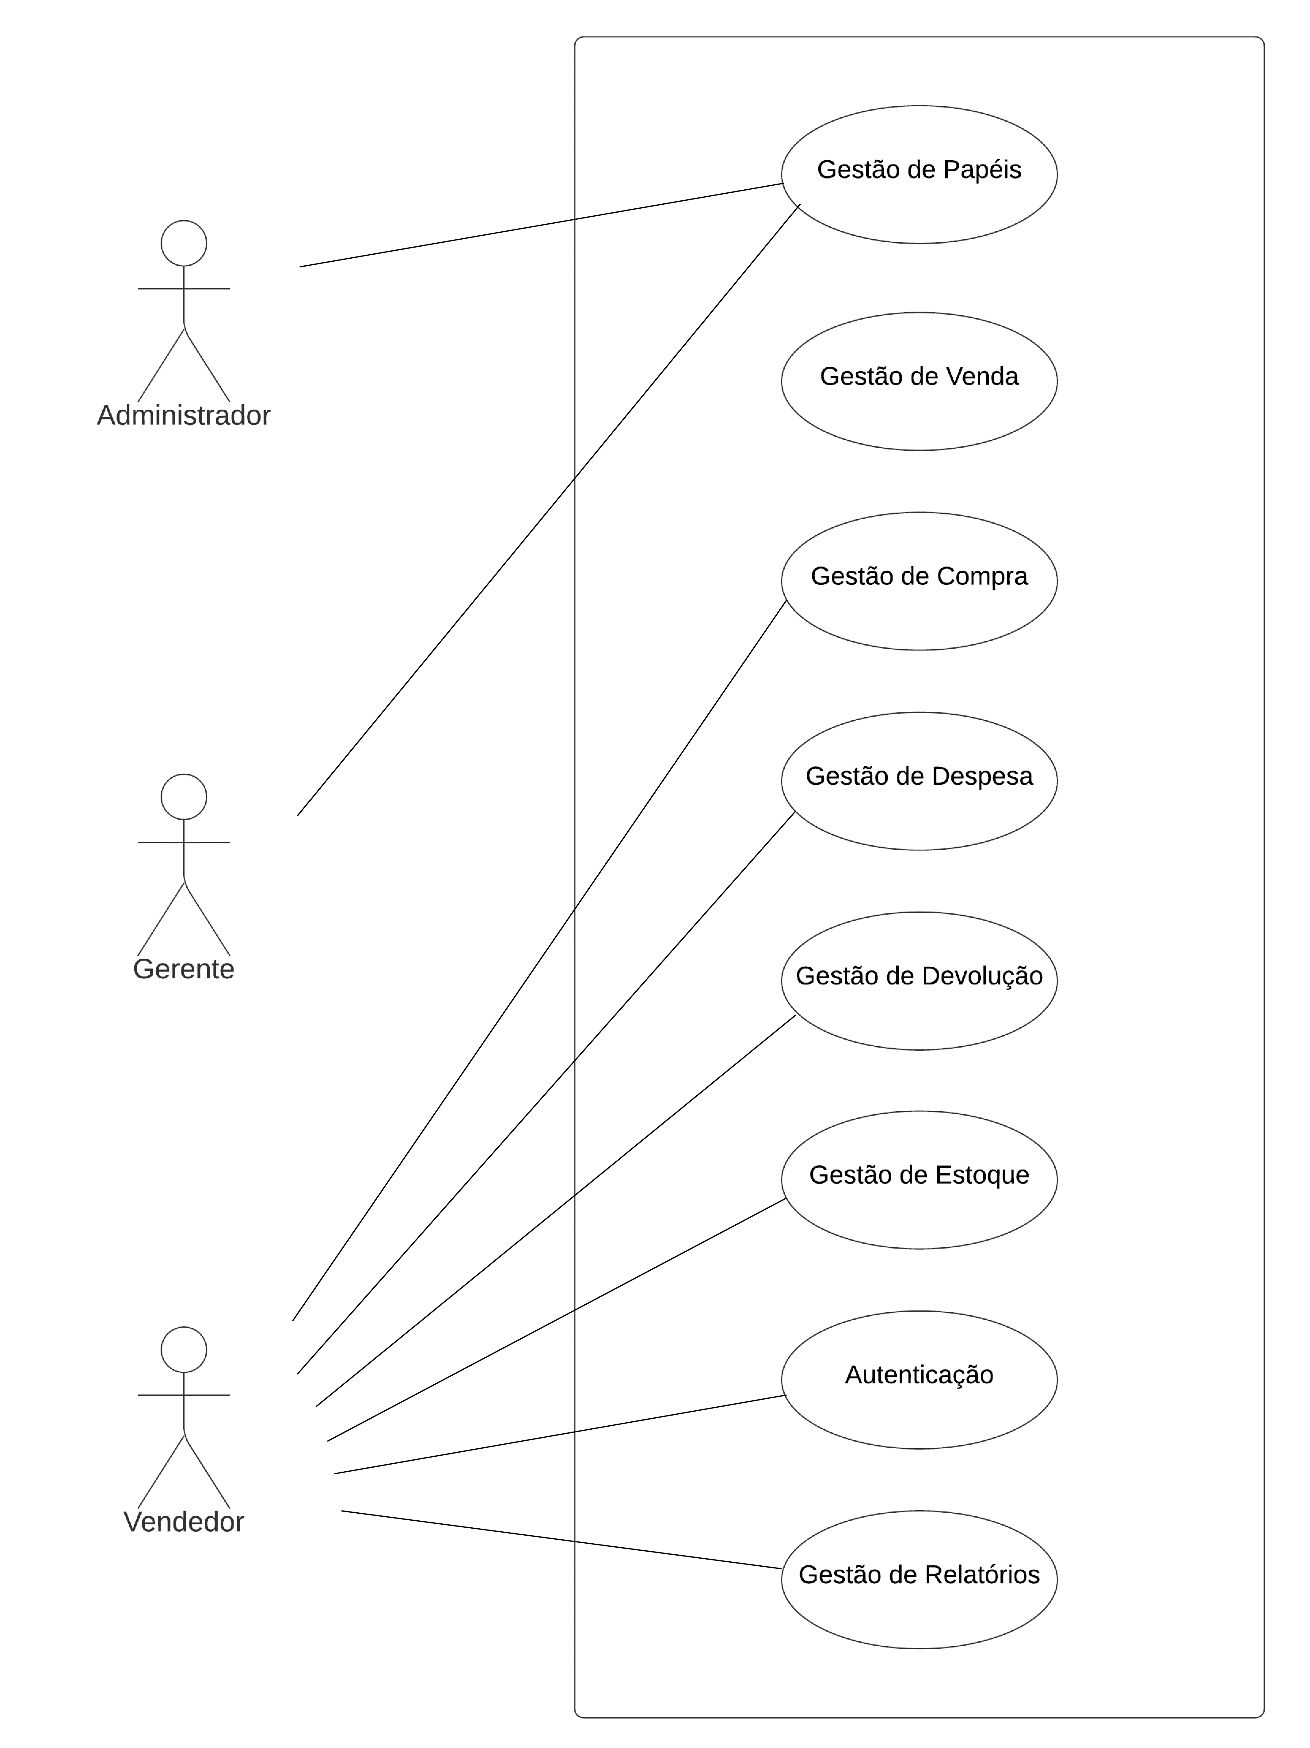 Gestão de Papéis
Gestão de Venda
Administrador
Gestão de Compra
Gestão de Despesa
Gerente
Gestão de Devolução
Gestão de Estoque
Autenticação
Vendedor
Gestão de Relatórios